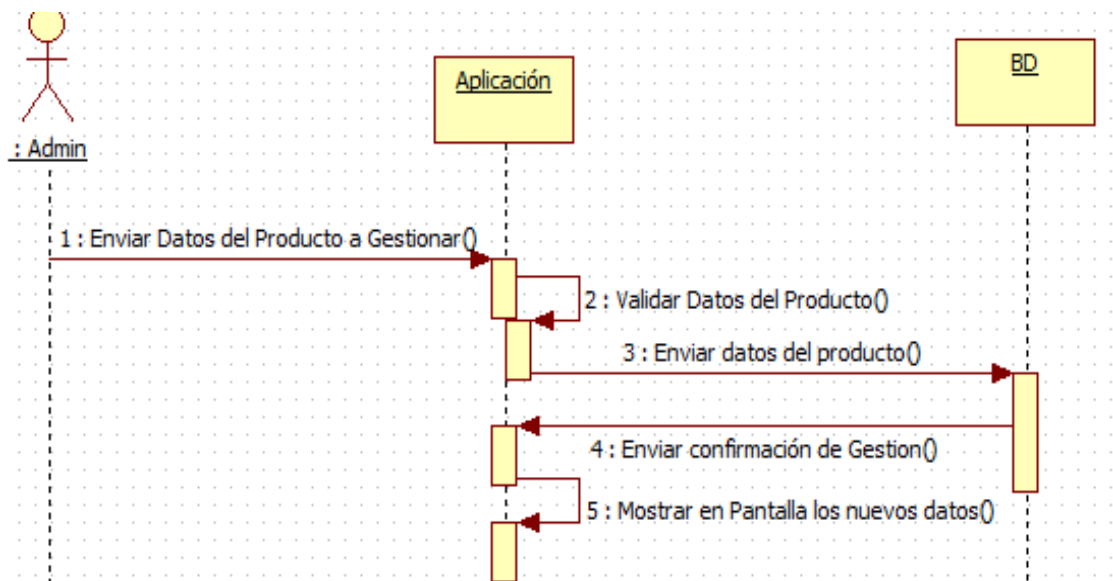 Aplicación
BD
: Admin
1 : Enviar Datos del Producto a Gestionar()
2 : Validar Datos del Producto()
3 : Enviar datos del producto()
4 : Enviar confirmación de Gestion()
5 : Mostrar en Pantalla los nuevos datos()